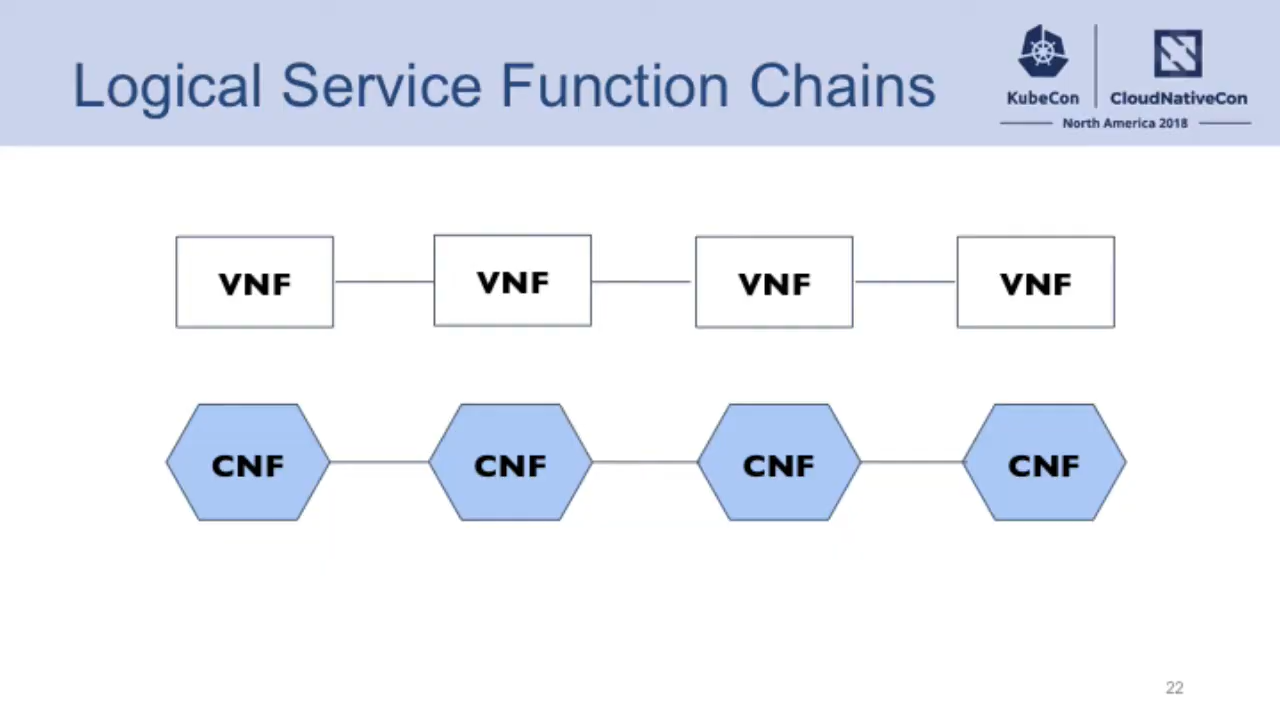 Logical Service Function Chains
KubeCon
CloudNativeCon
North America 2018
VNF VNF VNF VNF
CNF CNF CNF CNF
22